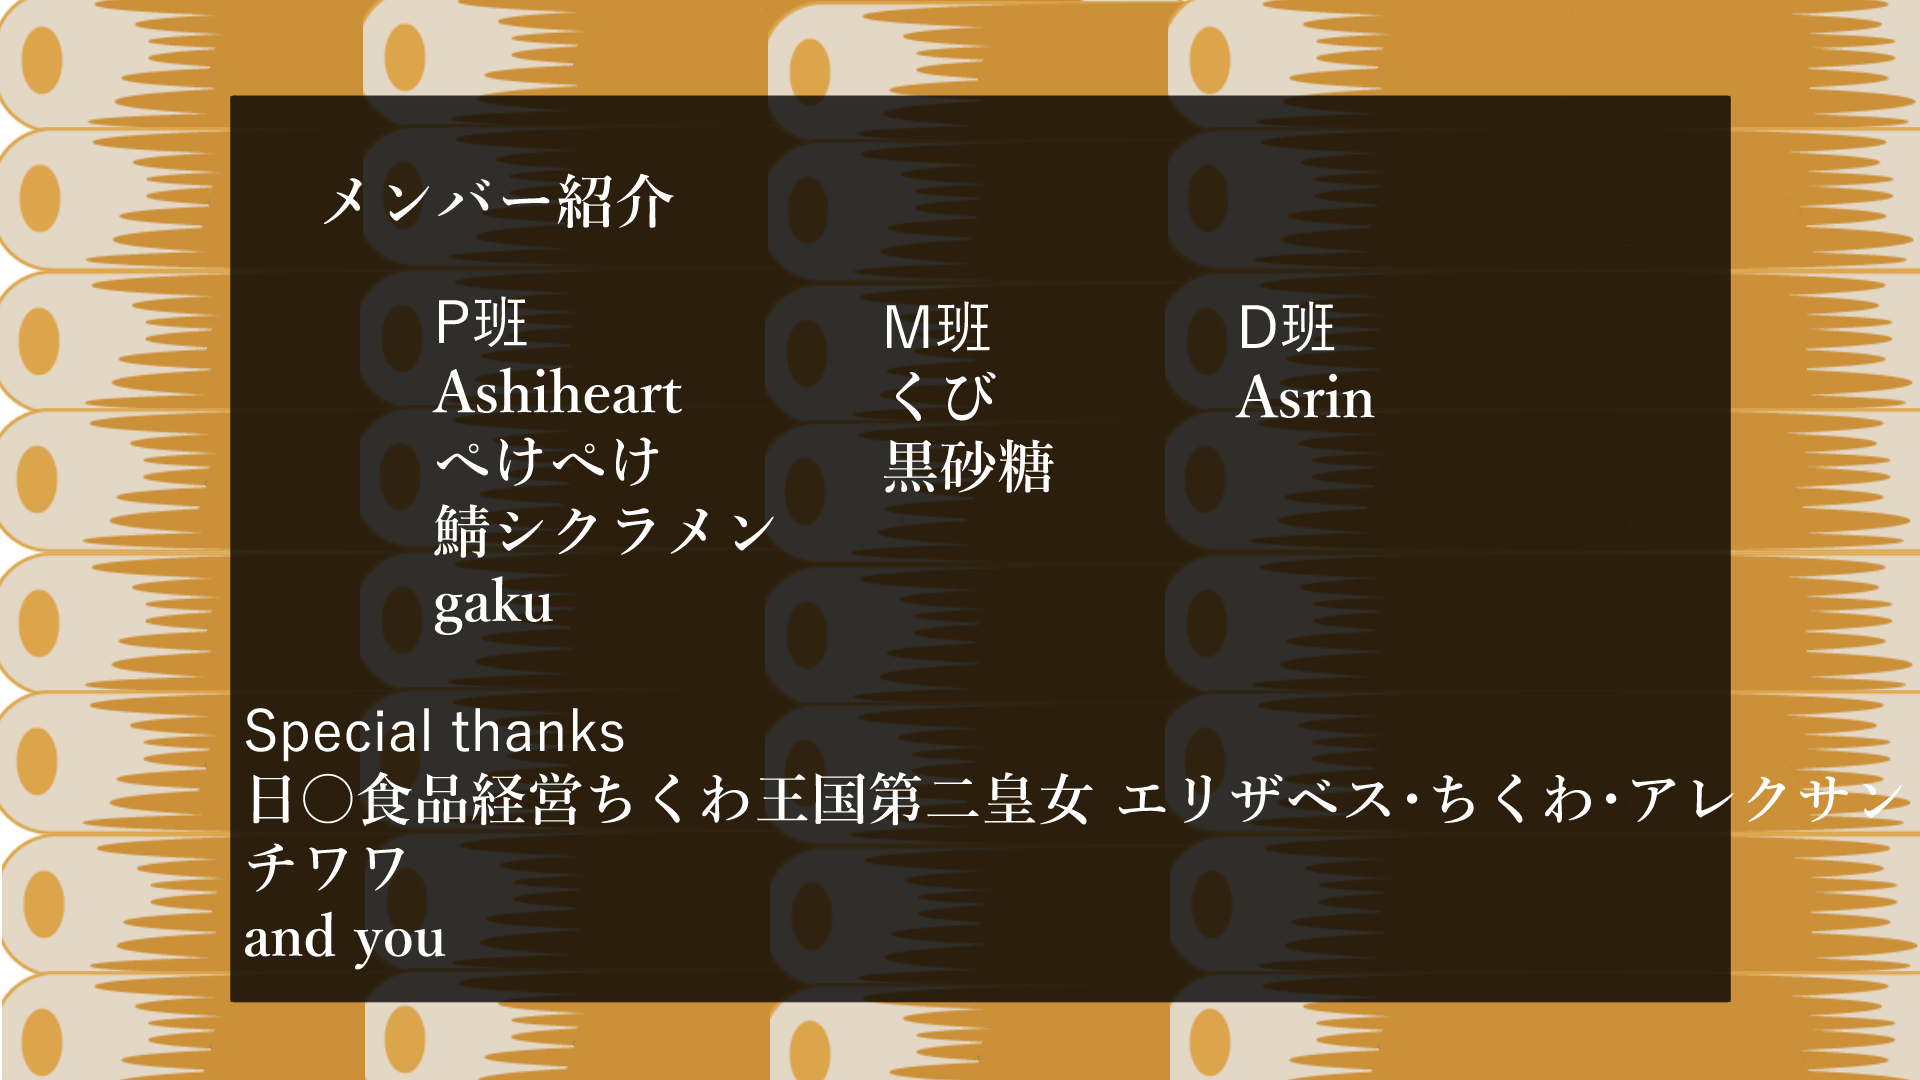 メンバー紹介
P班
Ashiheart
ぺけぺけ
鯖シクラメン
gaku
M班
くび
黒砂糖
D班
Asrin
Special thanks
日〇食品経営ちくわ王国第二皇女 エリザベス・ちくわ・アレクサン
チワワ
and you